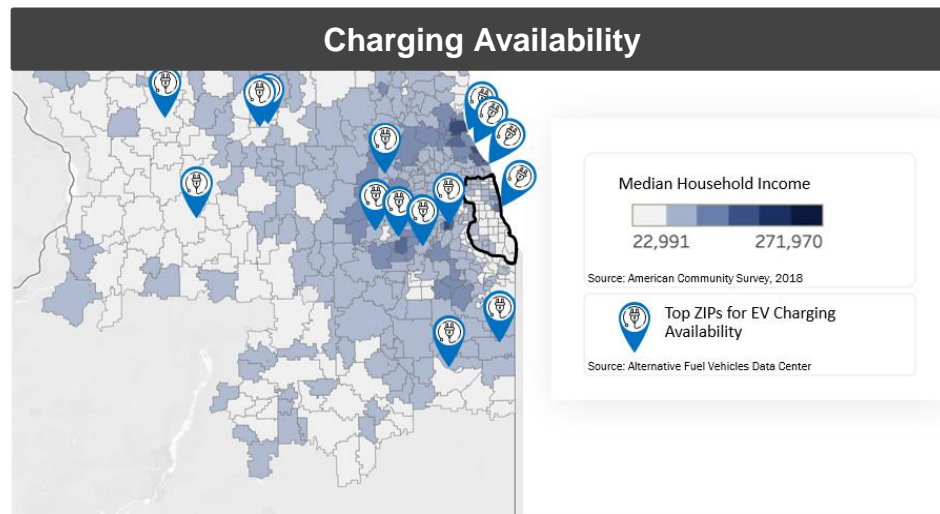 Charging Availability
Median Household Income
22,991 271,970
Source: American Community Survey, 2018
Top ZIPs for EV Charging
Availability
Source: Alternative Fuel Vehicles Data Center